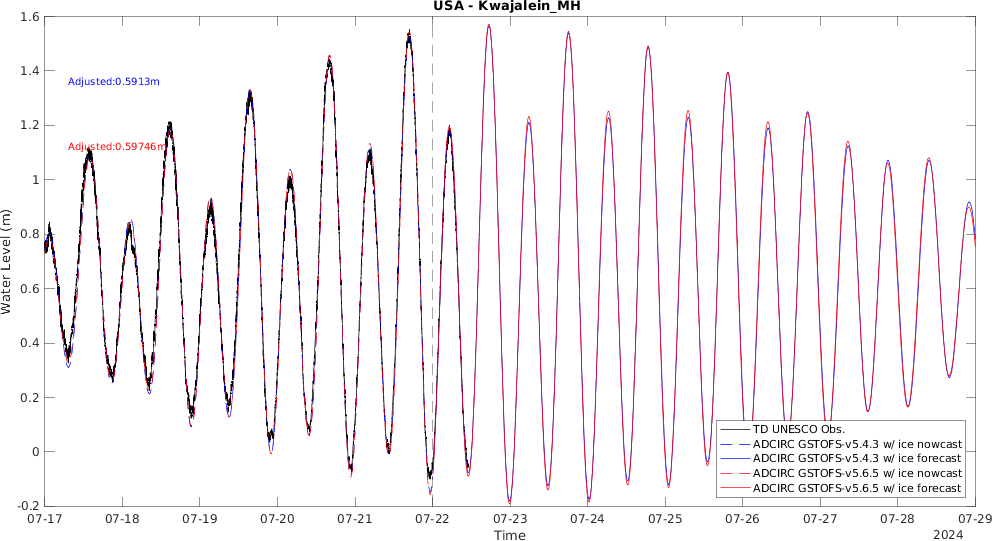 USA - Kwajalein_MH
1.6
1.4
1.2
1
0.8
0.6
0.4
0.2
0
-0.2
Water Level (m)
Adjusted:0.5913m
Adjusted:0.59746m
TD UNESCO Obs.
ADCIRC GSTOFS-v5.4.3 w/ ice nowcast
ADCIRC GSTOFS-v5.4.3 w/ ice forecast
ADCIRC GSTOFS-v5.6.5 w/ ice nowcast
ADCIRC GSTOFS-v5.6.5 w/ ice forecast
07-17 07-18 07-19 07-20 07-21 07-22 07-23 07-24 07-25 07-26 07-27 07-28 07-29
Time
2024